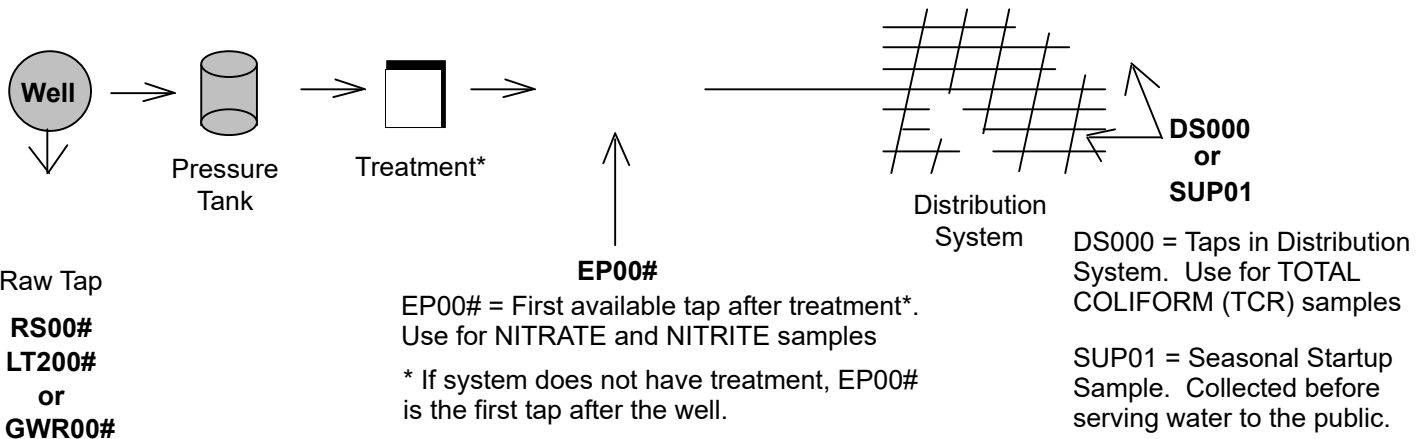 Well
Pressure
Tank
Treatment*
Distribution
System
DS000
or
SUP01
Raw Tap
RS00#
LT200#
or
GWR00#
EP00#
EP00# = First available tap after treatment*.
Use for NITRATE and NITRITE samples
* If system does not have treatment, EP00#
is the first tap after the well.
DS000 = Taps in Distribution
System. Use for TOTAL
COLIFORM (TCR) samples
SUP01 = Seasonal Startup
Sample. Collected before
serving water to the public.